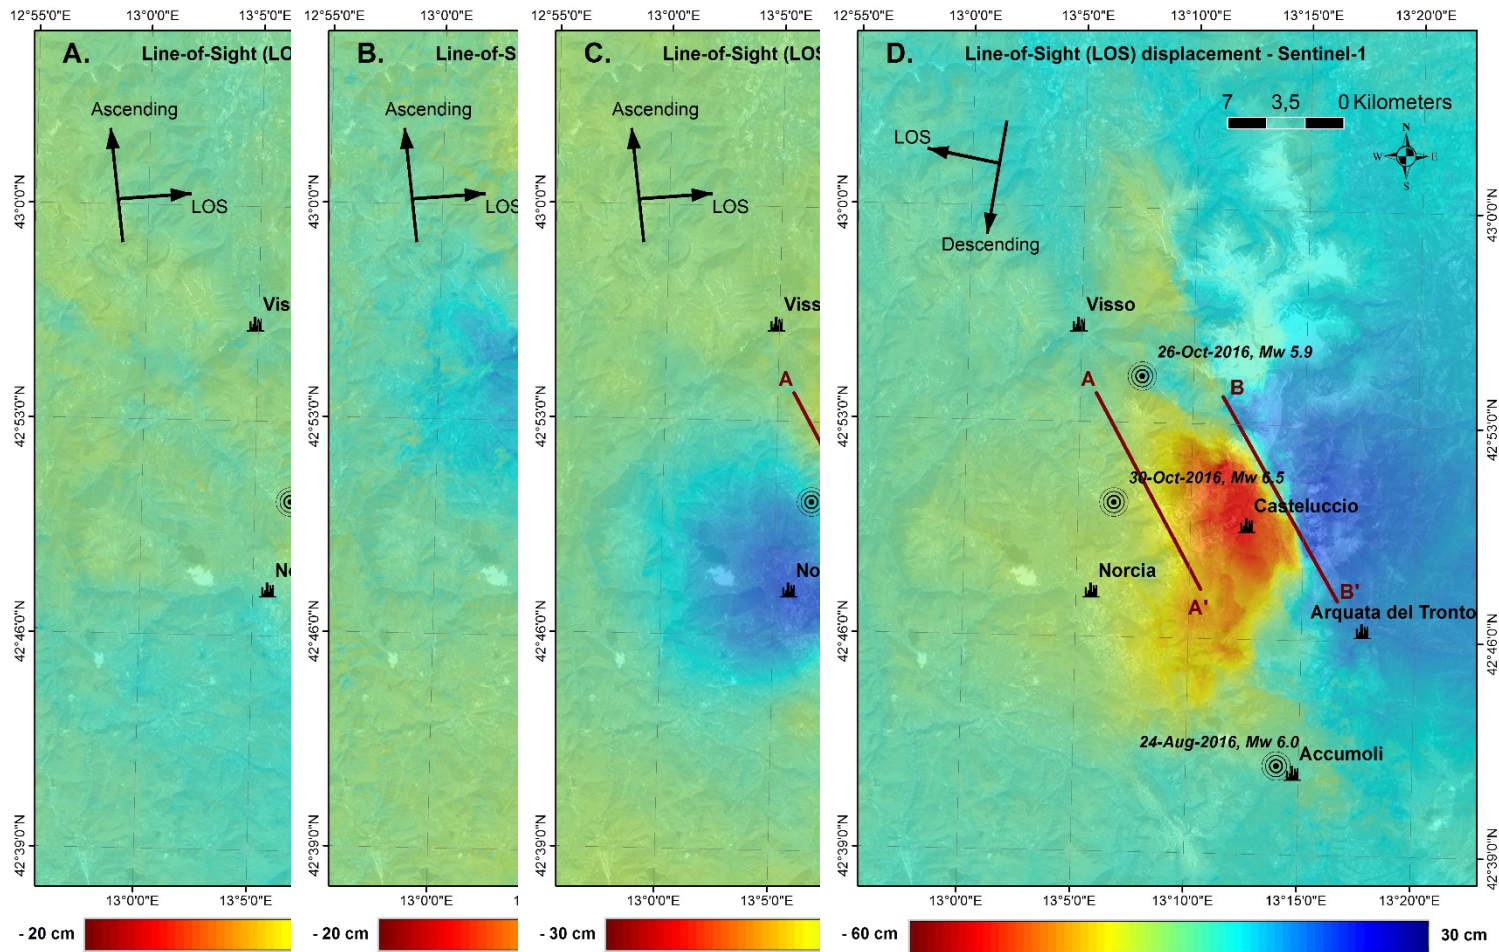 12°55'0"E
13°0'0"E
13°5'0"E
A.
Line-of-Sight (LO
Ascending
LOS
43°0'0"N
Vis
42°53'0"N
No
42°46'0"N
42°39'0"N
13°0'0"E
13°5'0"E
- 20 cm
12°55'0"E
13°0'0"E
B.
Line-of-S
Ascending
LOS
43°0'0"N
42°53'0"N
42°46'0"N
42°39'0"N
13°0'0"E
1
- 20 cm
12°55'0"E
13°0'0"E
13°5'0"E
C.
Line-of-Sight (LOS
Ascending
LOS
43°0'0"N
Viss
A
42°53'0"N
No
42°46'0"N
42°39'0"N
13°0'0"E
13°5'0"E
- 30 cm
12°55'0"E
13°0'0"E
13°5'0"E
13°10'0"E
13°15'0"E
13°20'0"E
D.
Line-of-Sight (LOS) displacement - Sentinel-1
7 3,5 0 Kilometers
N
W E
S
LOS
Descending
43°0'0"N
43°0'0"N
Visso
26-Oct-2016, Mw 5.9
A
B
42°53'0"N
42°53'0"N
30-Oct-2016, Mw 6.5
Casteluccio
Norcia
A'
B'
Arquata del Tronto
42°46'0"N
42°46'0"N
24-Aug-2016, Mw 6.0
Accumoli
42°39'0"N
42°39'0"N
13°0'0"E
13°5'0"E
13°10'0"E
13°15'0"E
13°20'0"E
- 60 cm
30 cm